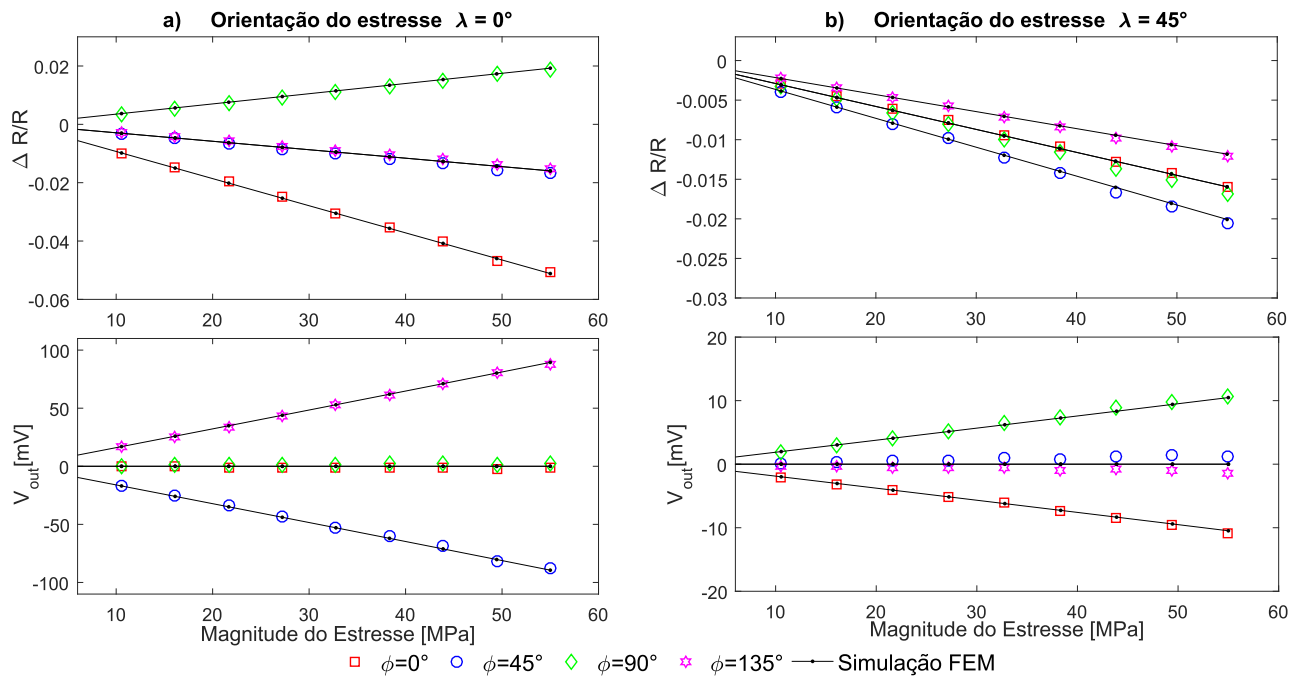 a) Orientação do estresse λ = 0°
0.02
0
-0.02
-0.04
-0.06
Δ R/R
10 20 30 40 50 60
100
50
0
-50
-100
V out [mV]
10 20 30 40 50 60
Magnitude do Estresse [MPa]
b) Orientação do estresse λ = 45°
0
-0.005
-0.01
-0.015
-0.02
-0.025
-0.03
Δ R/R
10 20 30 40 50 60
20
10
0
-10
-20
V out [mV]
10 20 30 40 50 60
Magnitude do Estresse [MPa]
ϕ=0° ϕ=45° ϕ=90° ϕ=135° Simulação FEM